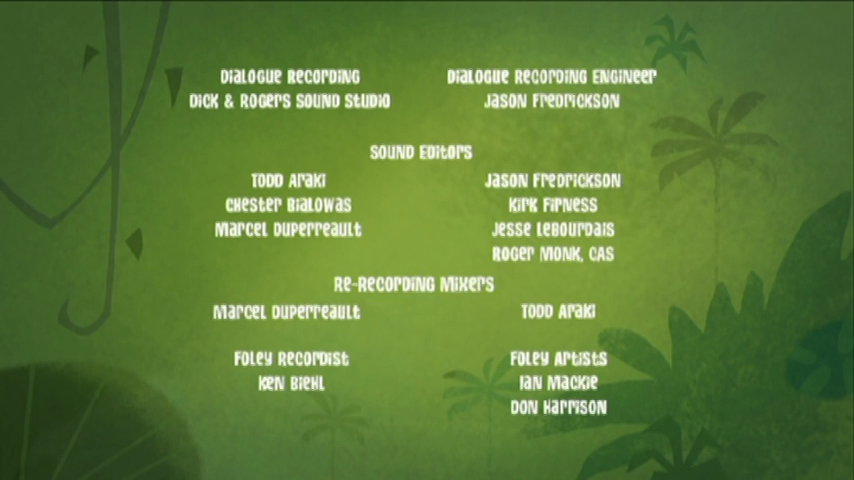 Dialogue Recording
Dick & Rogers Sound Studio
Dialogue Recording Engineer
Jason Fredrickson
Sound Editors
Todd Araki
Chester Bialowas
Marcel Duperreault
Jason Fredrickson
Kirk Firness
Jesse LeBourdais
Roger Monk, CAS
Re-Recording Mixers
Marcel Duperreault
Todd Araki
Foley Recordist
Ken Biehl
Foley Artists
Ian Mackie
Don Harrison